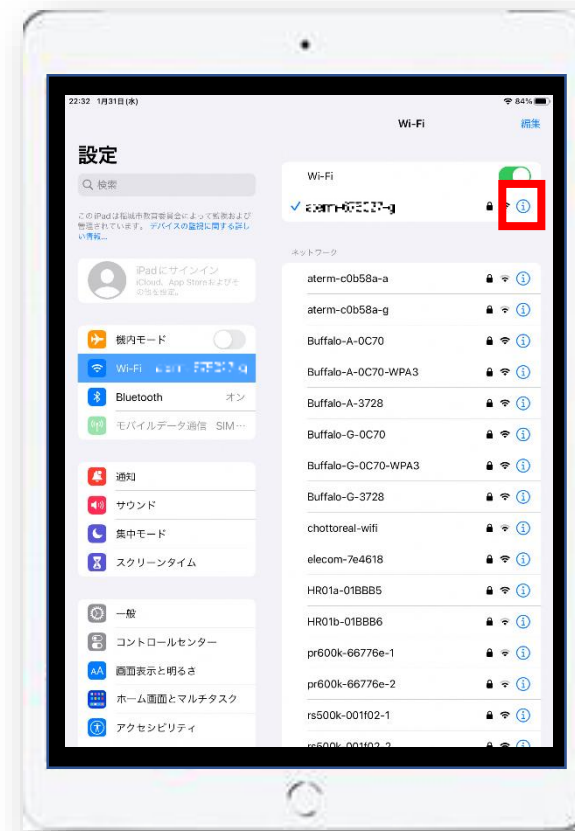 22:32 1月31日(水)
84%
Wi-Fi
編集
設定
検索
このiPadは稲城市教育委員会によって監視および
管理されています。デバイスの監視に関する詳し
い情報...
iPadにサインイン
iCloud、App Storeおよびそ
の他を設定。
機内モード
Wi-Fi
Bluetooth オン
モバイルデータ通信 SIM…
通知
サウンド
集中モード
スクリーンタイム
一般
コントロールセンター
AA 画面表示と明るさ
ホーム画面とマルチタスク
アクセシビリティ
Wi-Fi
ネットワーク
aterm-c0b58a-a
aterm-c0b58a-g
Buffalo-A-0C70
Buffalo-A-0C70-WPA3
Buffalo-A-3728
Buffalo-G-0C70
Buffalo-G-0C70-WPA3
Buffalo-G-3728
chottoreal-wifi
elecom-7e4618
HR01a-01BBB5
HR01b-01BBB6
pr600k-66776e-1
pr600k-66776e-2
rs500k-001f02-1